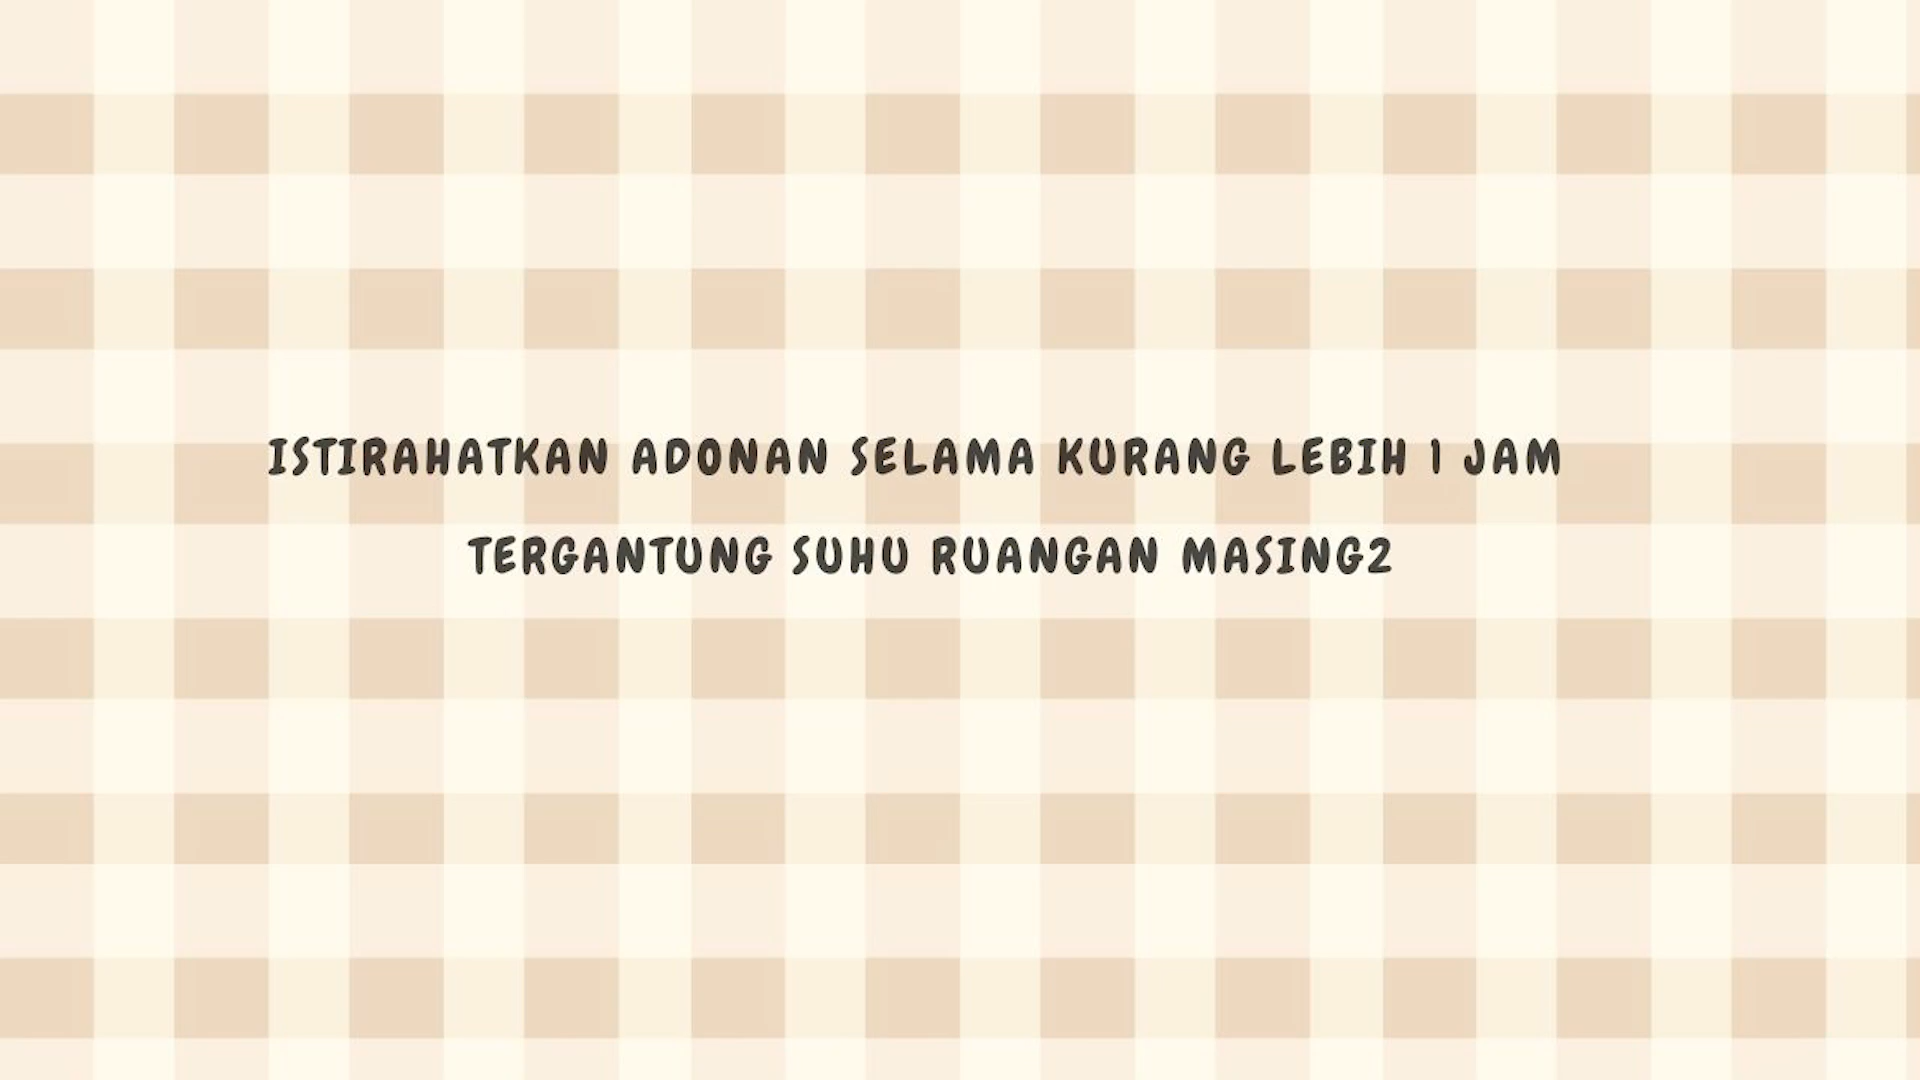 ISTIRAHATKAN ADONAN SELAMA KURANG LEBIH 1 JAM
TERGANTUNG SUHU RUANGAN MASING2